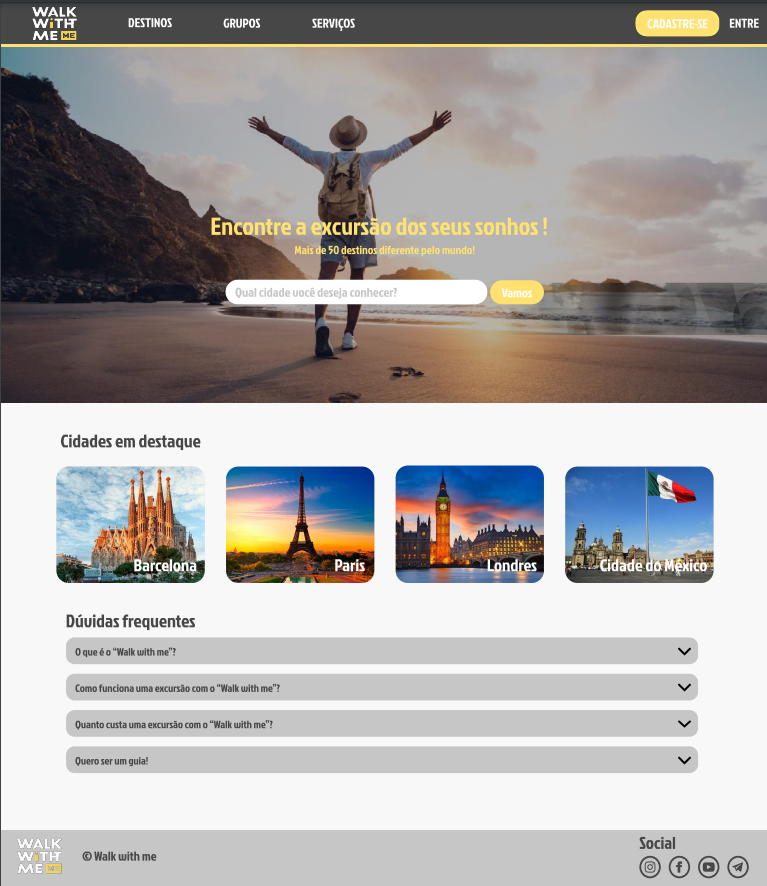 WALK
WiTH
ME ME
DESTINOS
GRUPOS
SERVIÇOS
CADASTRE-SE
ENTRE
Encontre a excursão dos seus sonhos !
Mais de 50 destinos diferente pelo mundo!
Qual cidade você deseja conhecer?
Vamos
Cidades em destaque
Barcelona
Paris
Londres
Cidade do México
Dúvidas frequentes
O que é o “Walk with me”?
Como funciona uma excursão com o “Walk with me”?
Quanto custa uma excursão com o “Walk with me”?
Quero ser um guia!
WALK
WiTH
ME ME
© Walk with me
Social